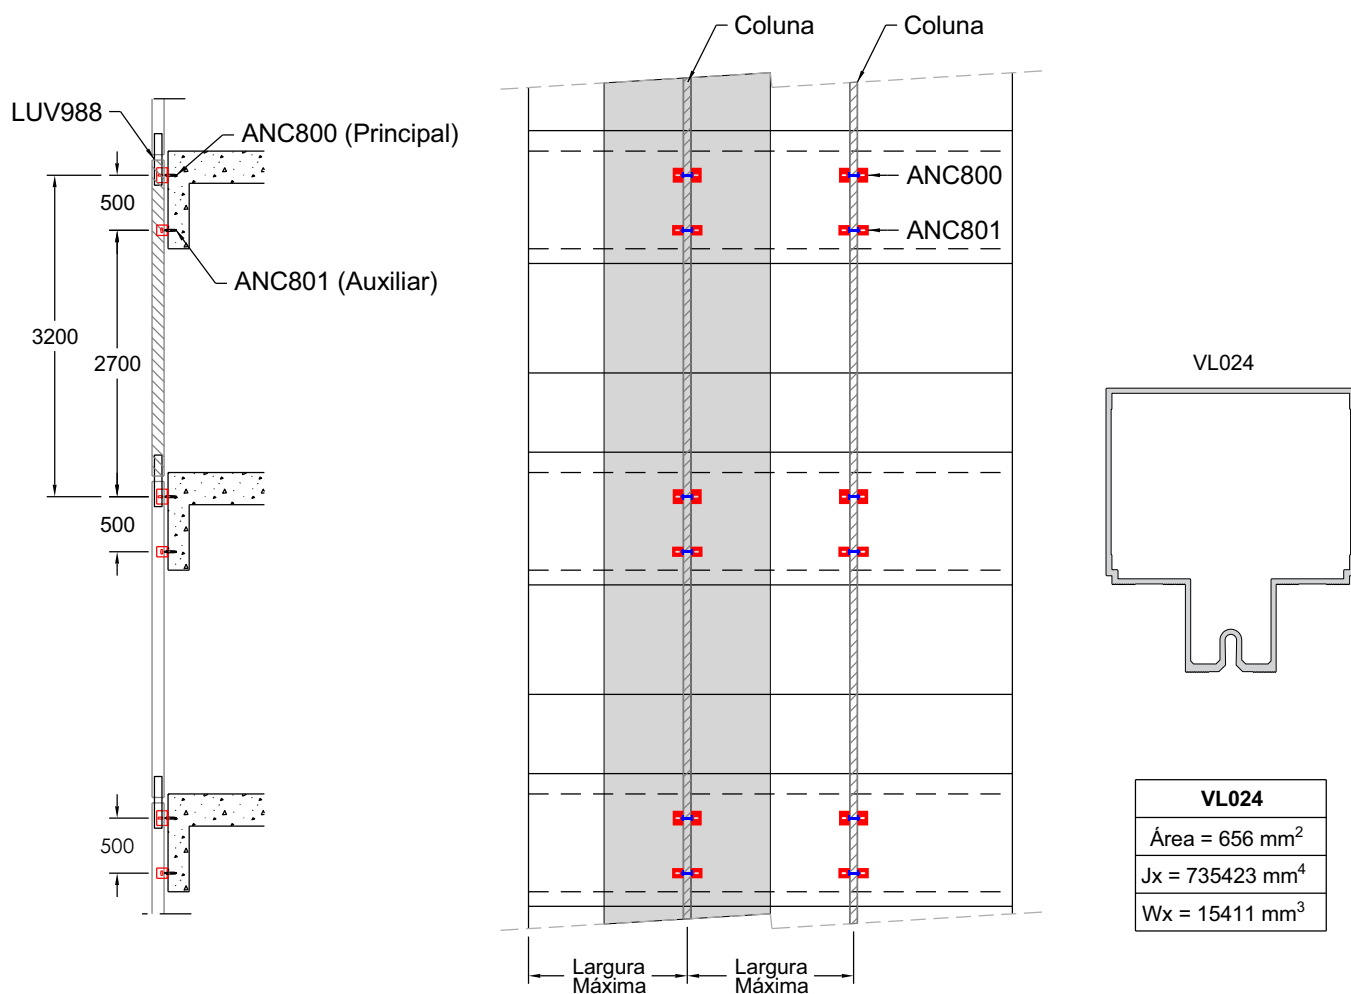 Coluna
Coluna
LUV988
ANC800 (Principal)
500
ANC801 (Auxiliar)
3200
2700
500
500
ANC800
ANC801
Largura
Máxima
Largura
Máxima
VL024
VL024
Área = 656 mm²
Jx = 735423 mm⁴
Wx = 15411 mm³